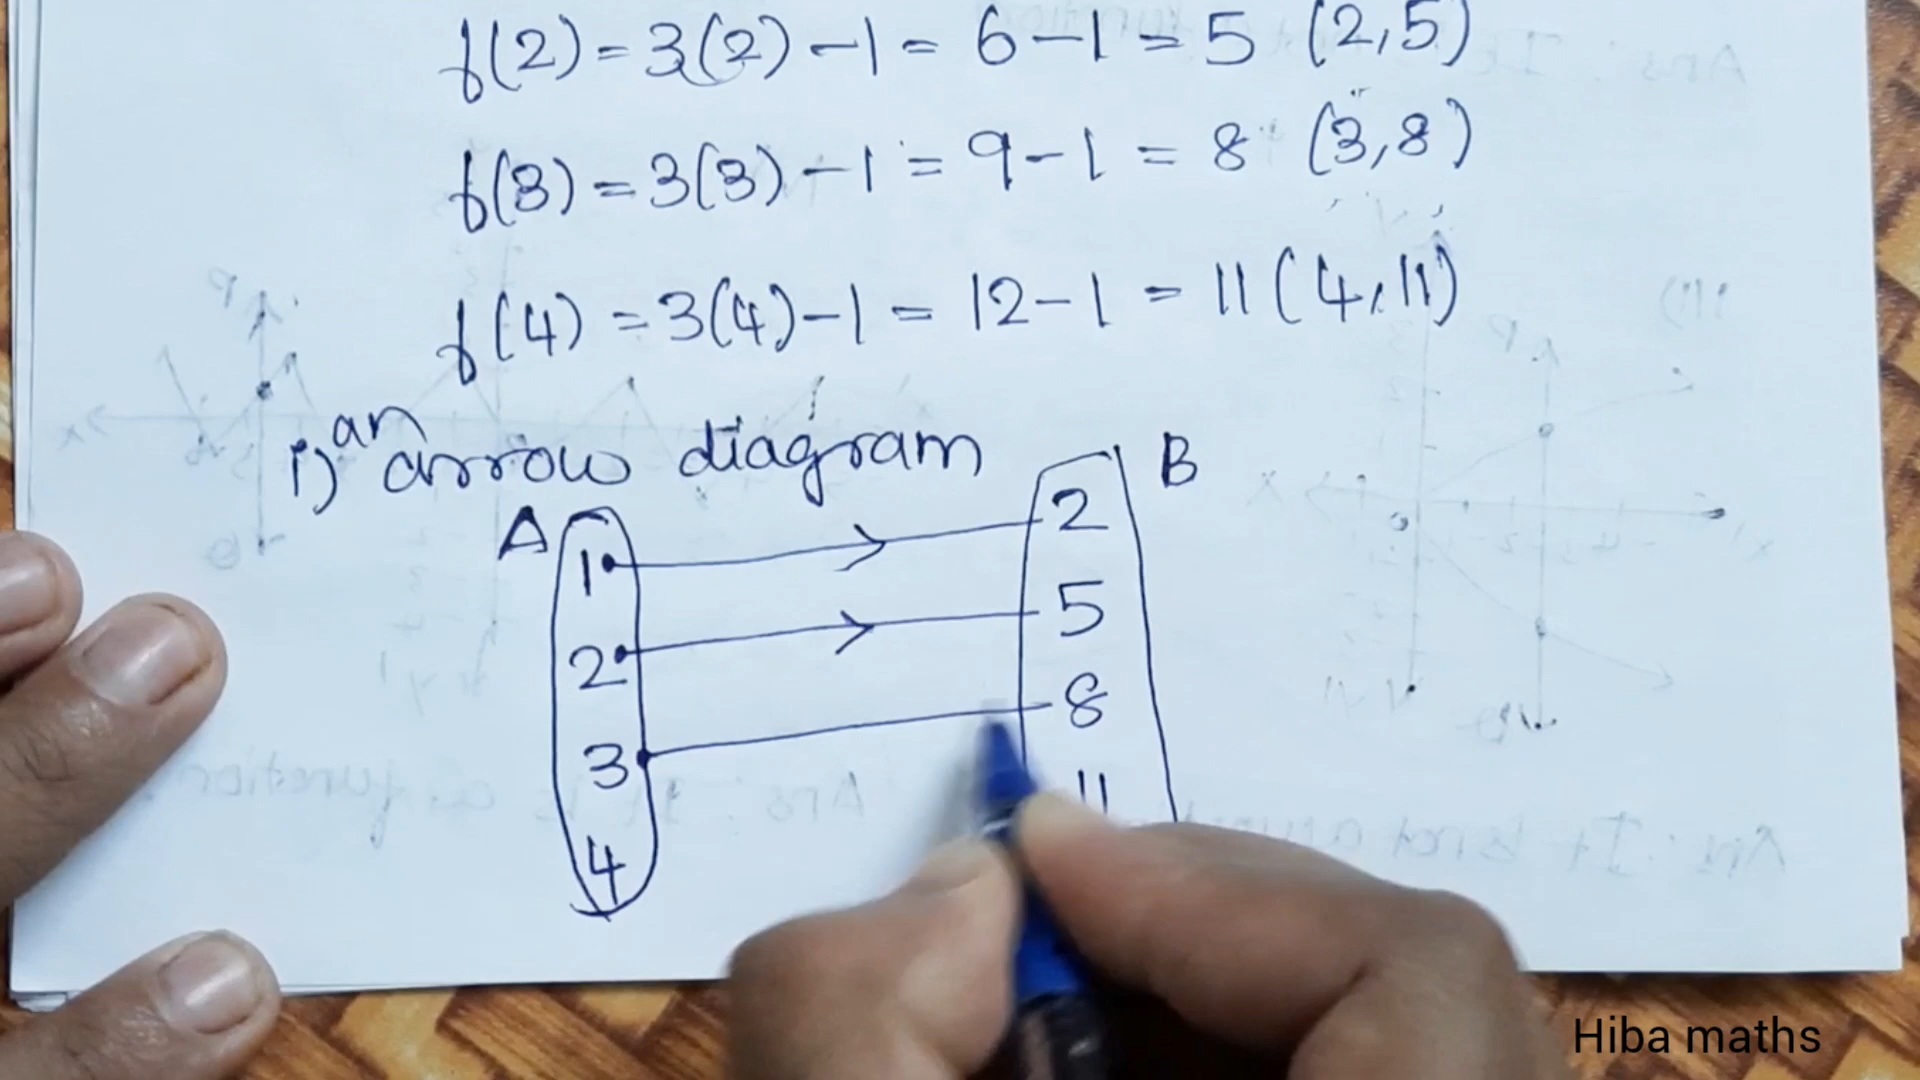 f(2) = 3(2) - 1 = 6 - 1 = 5 (2,5)
f(3) = 3(3) - 1 = 9 - 1 = 8 (3,8)
f(4) = 3(4) - 1 = 12 - 1 = 11 (4,11)
i) an arrow diagram
A B
1 2
2 5
3 8
4 11
Hiba maths